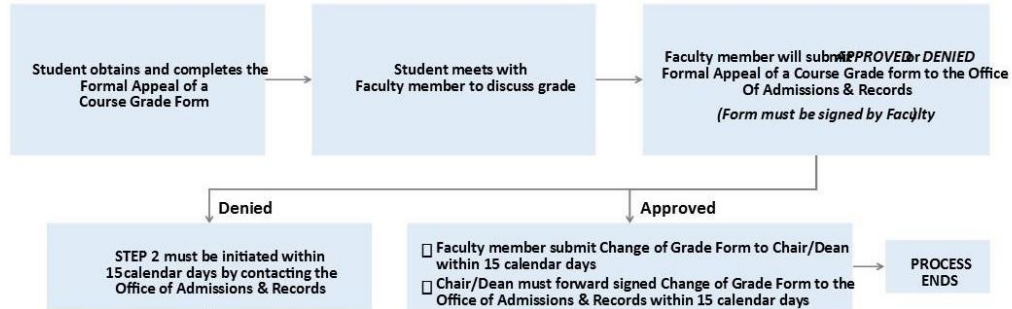 Student obtains and completes the
Formal Appeal of a
Course Grade Form
Student meets with
Faculty member to discuss grade
Faculty member will submit APPROVED or DENIED
Formal Appeal of a Course Grade form to the Office
Of Admissions & Records
(Form must be signed by Faculty)
Denied
Approved
STEP 2 must be initiated within
15 calendar days by contacting the
Office of Admissions & Records
Faculty member submit Change of Grade Form to Chair/Dean
within 15 calendar days
Chair/Dean must forward signed Change of Grade Form to the
Office of Admissions & Records within 15 calendar days
PROCESS
ENDS